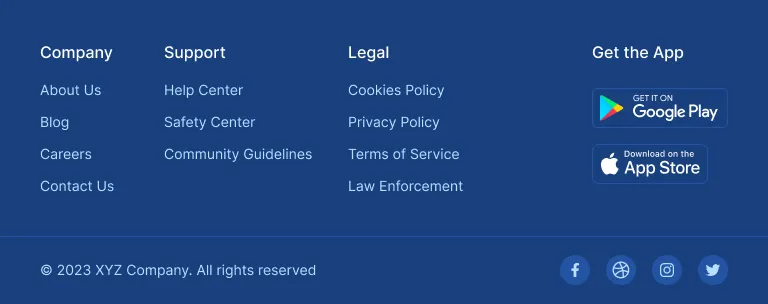 Company
About Us
Blog
Careers
Contact Us
Support
Help Center
Safety Center
Community Guidelines
Legal
Cookies Policy
Privacy Policy
Terms of Service
Law Enforcement
Get the App
GET IT ON
Google Play
Download on the
App Store
© 2023 XYZ Company. All rights reserved